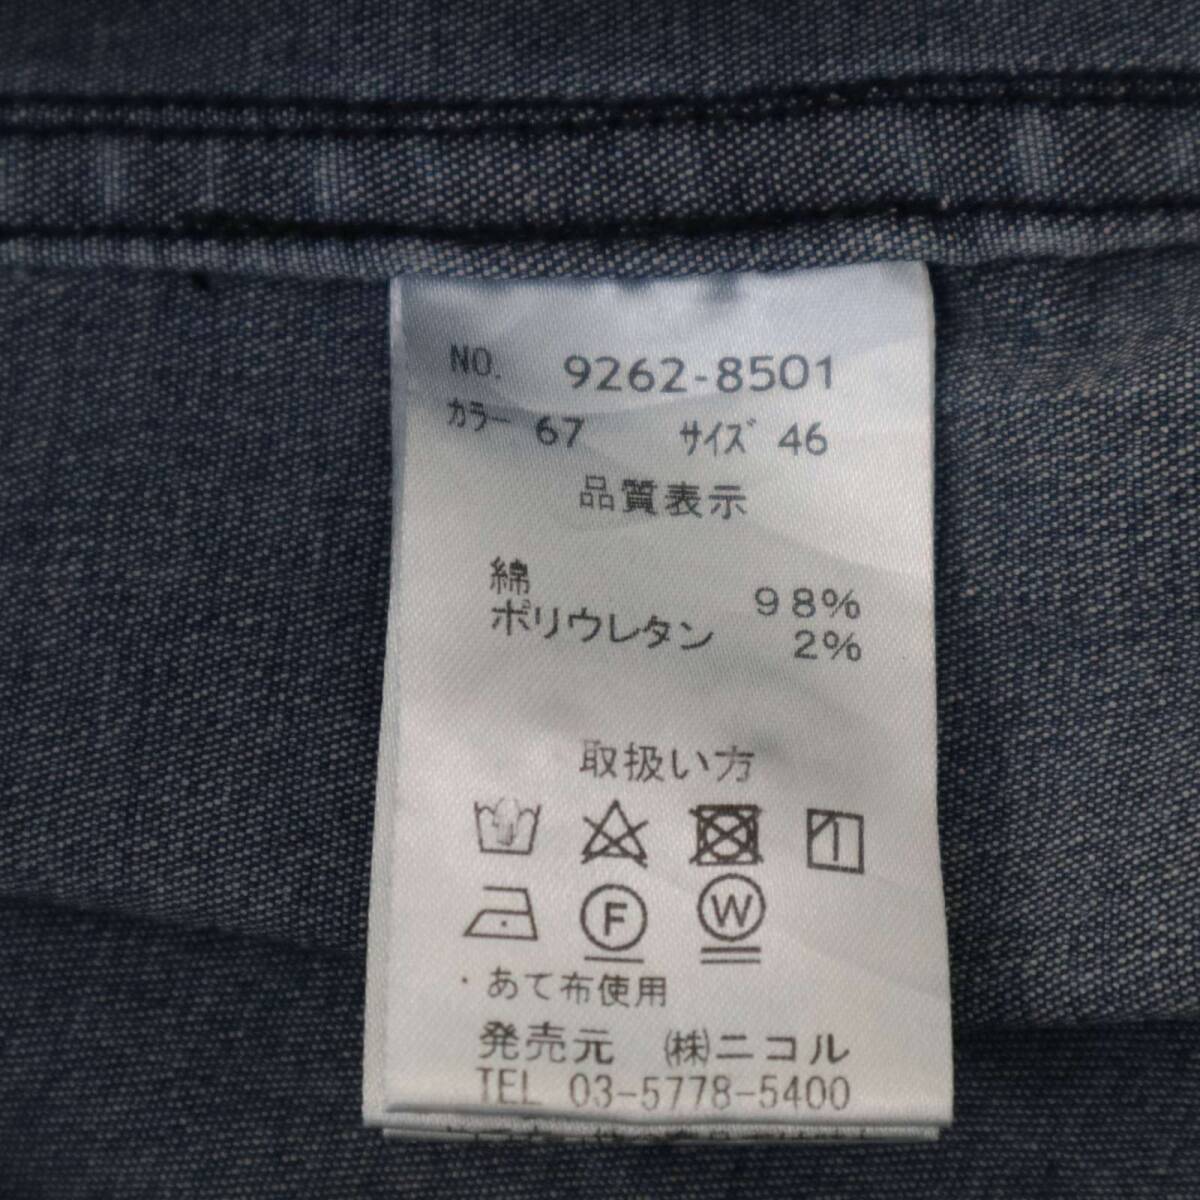 NO. 9262-8501
カラー 67 サイズ 46
品質表示
綿 98%
ポリウレタン 2%
取扱い方
F W
・あて布使用
発売元 ㈱ニコル
TEL 03-5778-5400